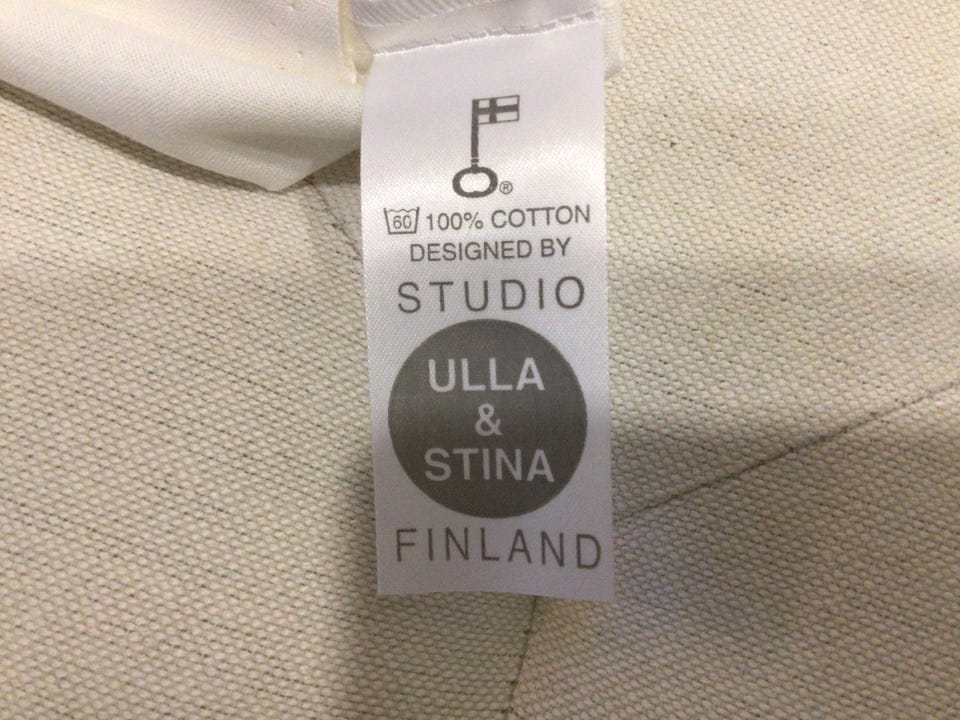 ®
60 100% COTTON
DESIGNED BY
STUDIO
ULLA
&
STINA
FINLAND